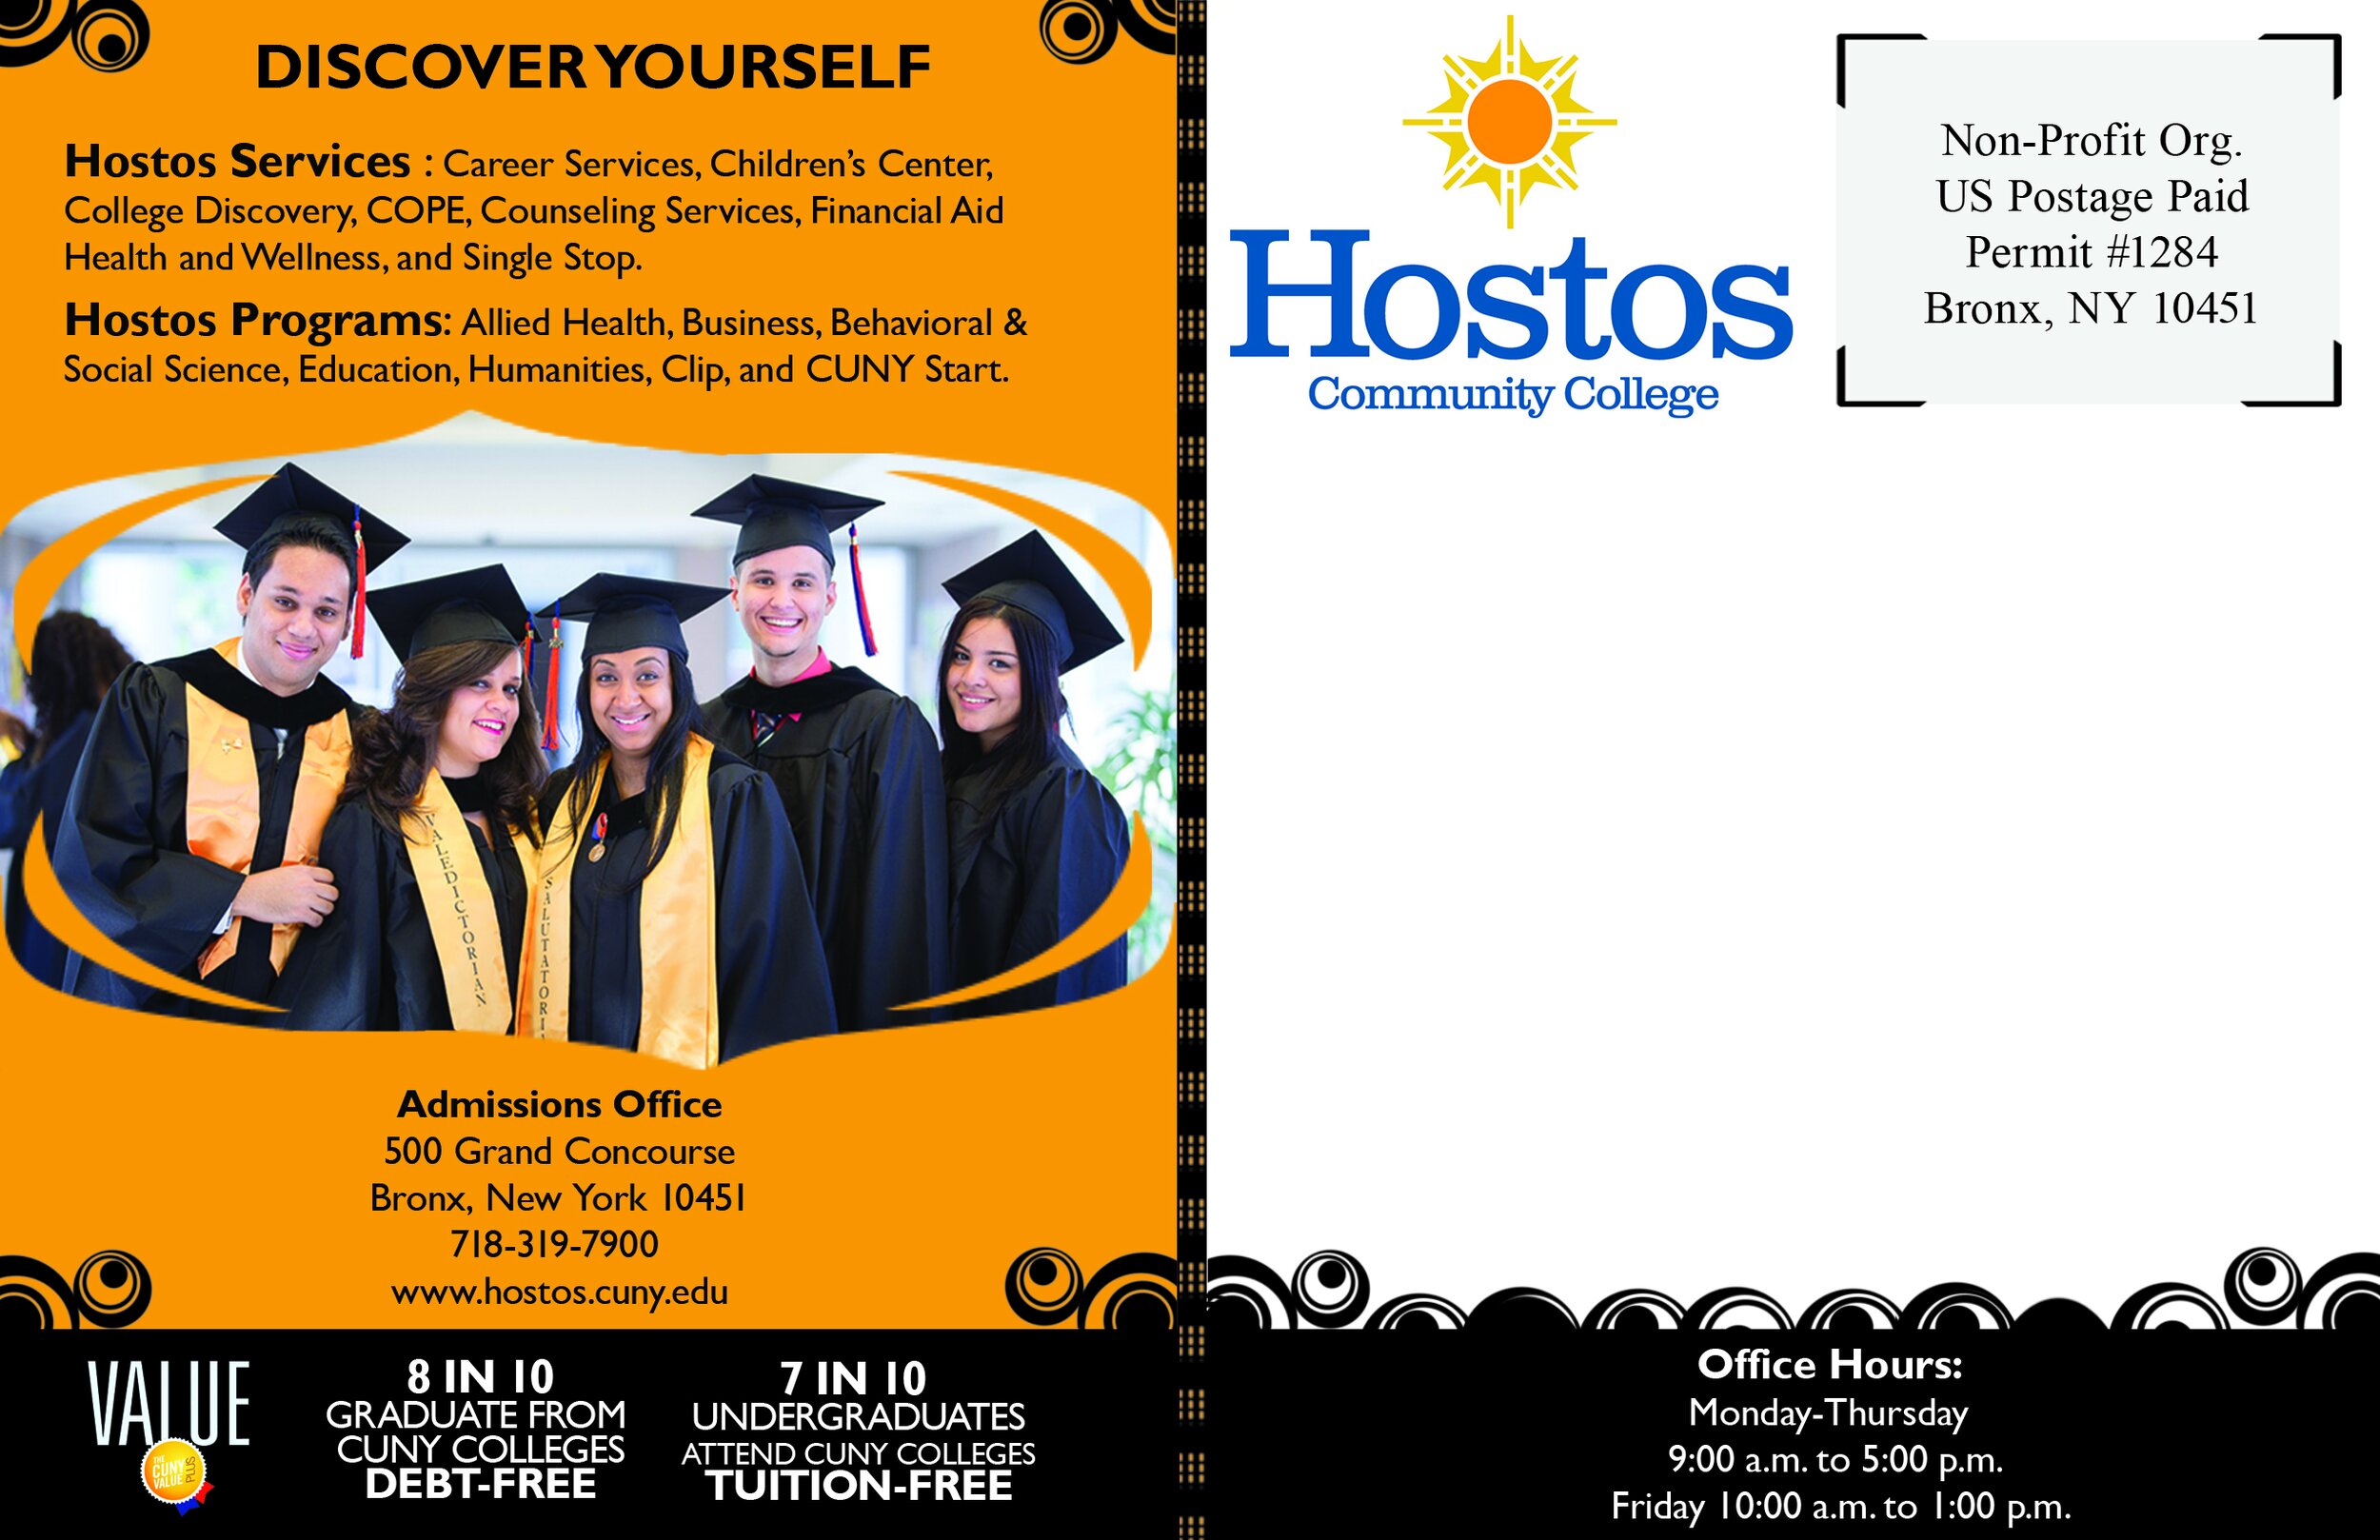 DISCOVER YOURSELF
Hostos Services : Career Services, Children's Center,
College Discovery, COPE, Counseling Services, Financial Aid
Health and Wellness, and Single Stop.
Hostos Programs: Allied Health, Business, Behavioral &
Social Science, Education, Humanities, Clip, and CUNY Start.
VALEDICTORIAN
SALUTATORI
Admissions Office
500 Grand Concourse
Bronx, New York 10451
718-319-7900
www.hostos.cuny.edu
VALUE
THE
CUNY
VALUE
PLUS
8 IN 10
GRADUATE FROM
CUNY COLLEGES
DEBT-FREE
7 IN 10
UNDERGRADUATES
ATTEND CUNY COLLEGES
TUITION-FREE
Hostos
Community College
Non-Profit Org.
US Postage Paid
Permit #1284
Bronx, NY 10451
Office Hours:
Monday-Thursday
9:00 a.m. to 5:00 p.m.
Friday 10:00 a.m. to 1:00 p.m.